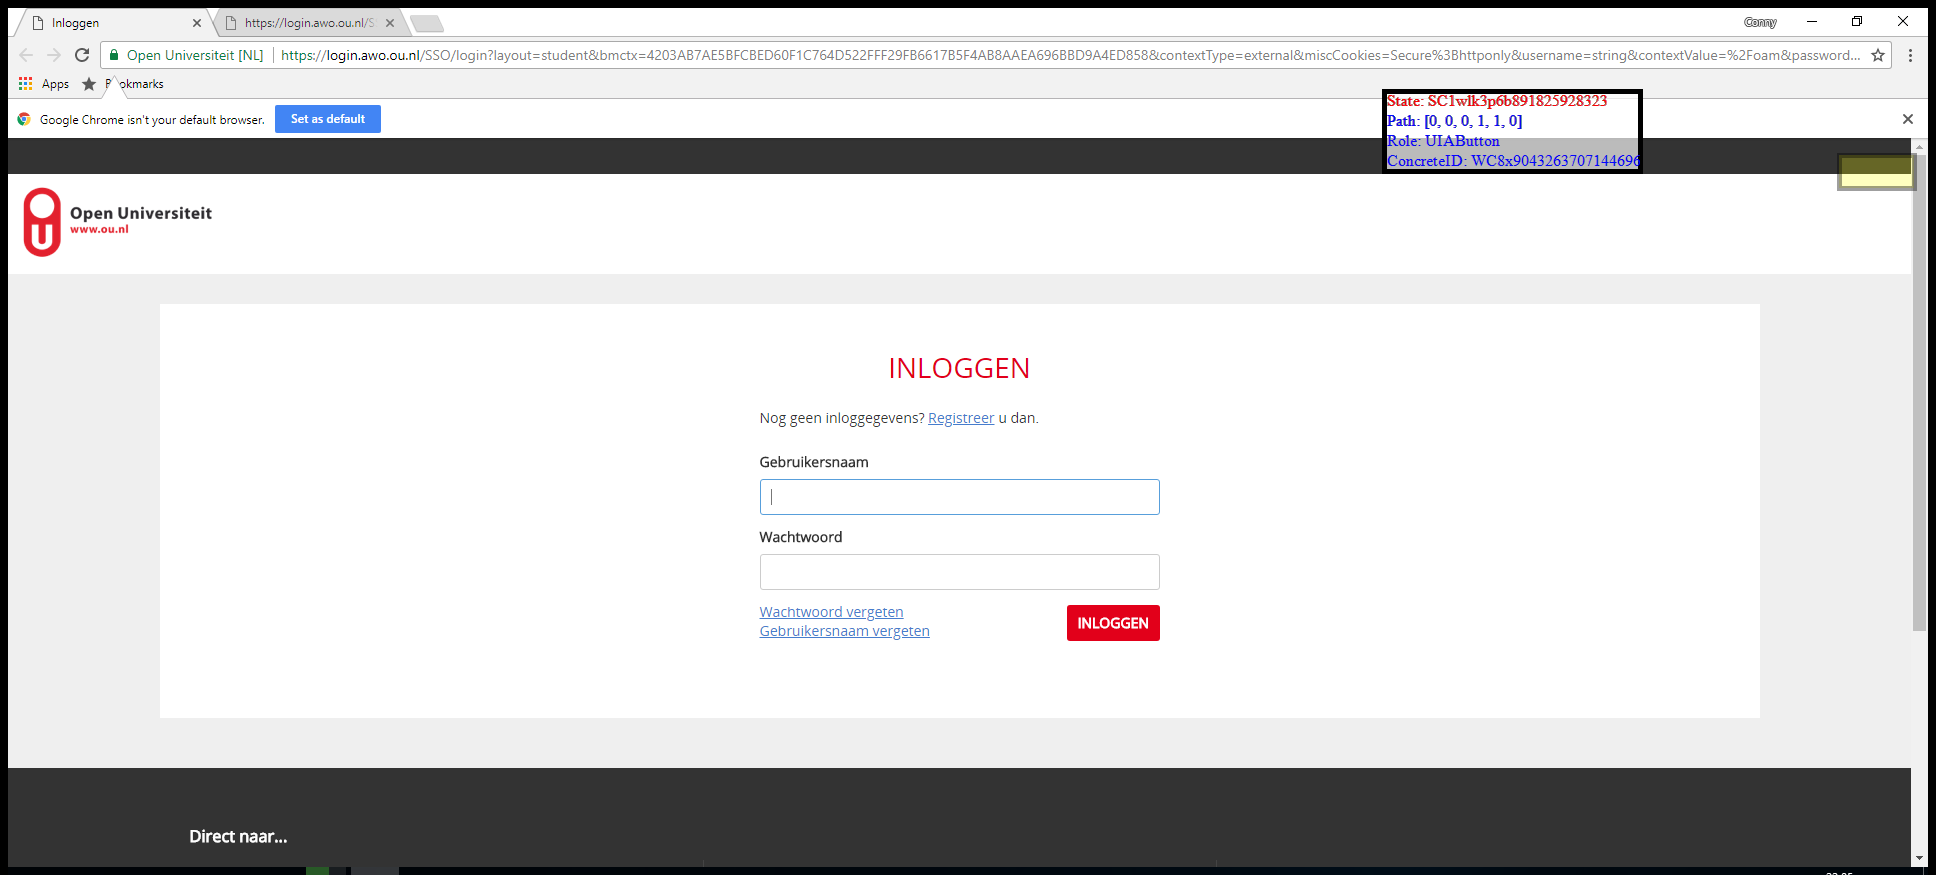 Inloggen
https://login.awo.ou.nl/S
Conny
Open Universiteit [NL]
https://login.awo.ou.nl/SSO/login?layout=student&bmctx=4203AB7AE5BFCBED60F1C764D522FFF29FB6617B5F4AB8AAEA696BBD9A4ED858&contextType=external&miscCookies=Secure%3Bhttponly&username=string&contextValue=%2Foam&password...
Apps
okmarks
Google Chrome isn't your default browser.
Set as default
State: SC1wlk3p6b891825928323
Path: [0, 0, 0, 1, 1, 0]
Role: UIAButton
ConcreteID: WC8x9043263707144696
Open Universiteit
www.ou.nl
INLOGGEN
Nog geen inloggegevens? Registreer u dan.
Gebruikersnaam
Wachtwoord
Wachtwoord vergeten
Gebruikersnaam vergeten
INLOGGEN
Direct naar...